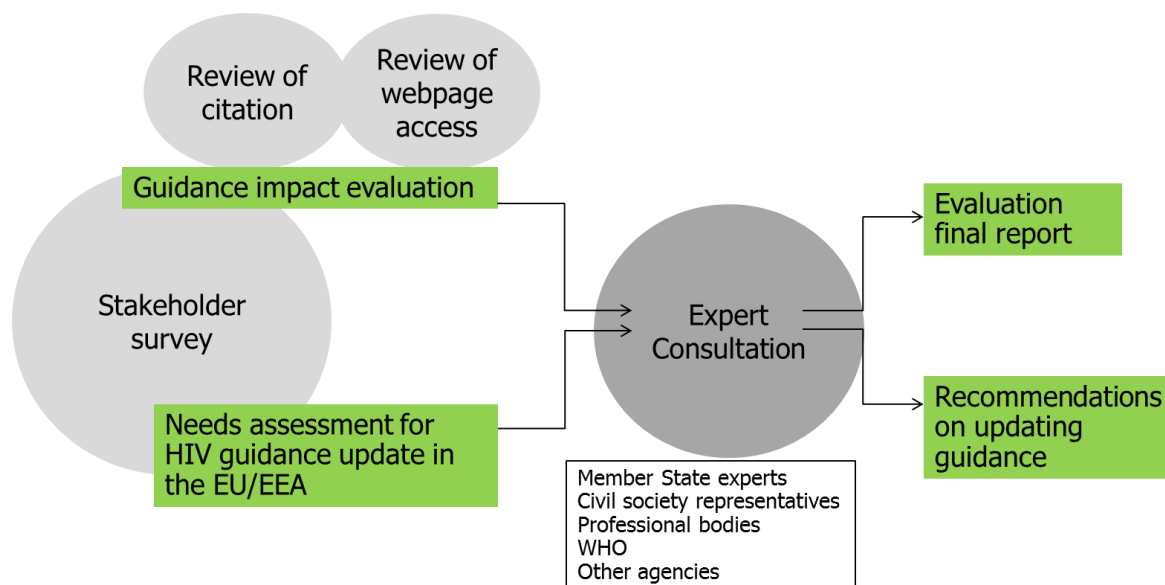 Review of
citation
Review of
webpage
access
Guidance impact evaluation
Stakeholder
survey
Needs assessment for
HIV guidance update in
the EU/EEA
Expert
Consultation
Member State experts
Civil society representatives
Professional bodies
WHO
Other agencies
Evaluation
final report
Recommendations
on updating
guidance